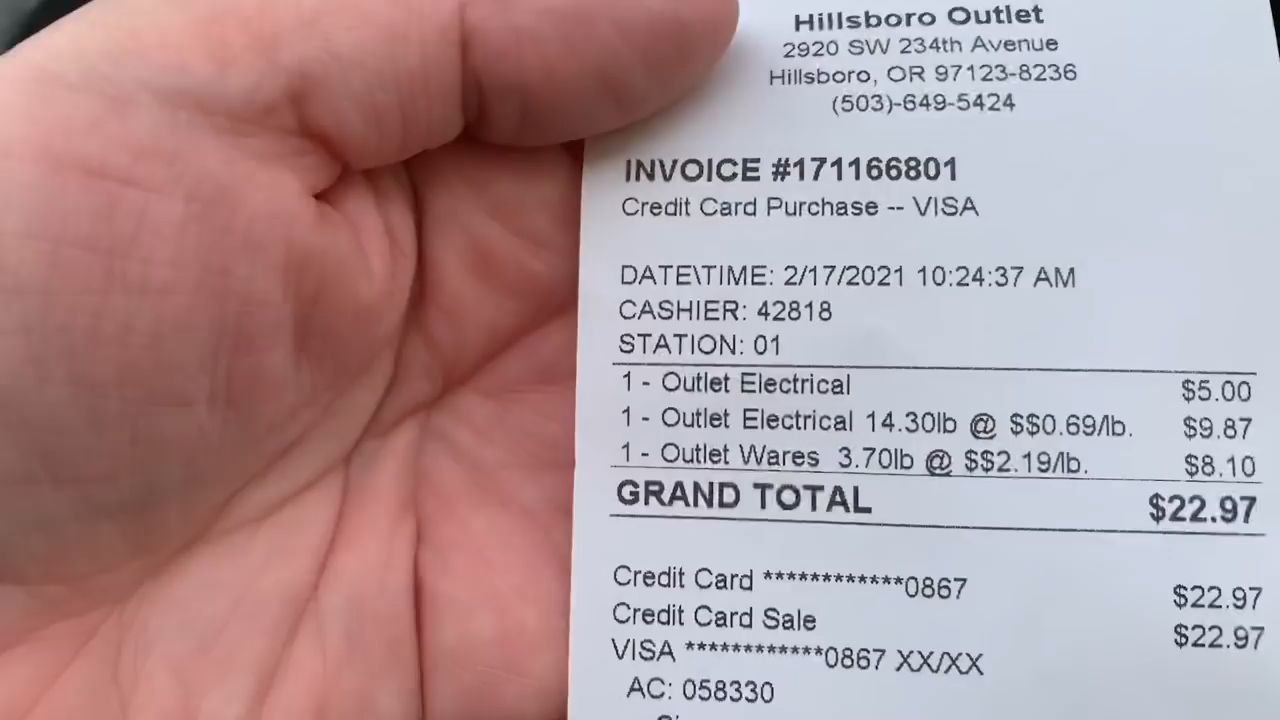 Hillsboro Outlet
2920 SW 234th Avenue
Hillsboro, OR 97123-8236
(503)-649-5424
INVOICE #171166801
Credit Card Purchase -- VISA
DATE\TIME: 2/17/2021 10:24:37 AM
CASHIER: 42818
STATION: 01
1 - Outlet Electrical $5.00
1 - Outlet Electrical 14.30lb @ $$0.69/lb. $9.87
1 - Outlet Wares 3.70lb @ $$2.19/lb. $8.10
GRAND TOTAL $22.97
Credit Card ************0867 $22.97
Credit Card Sale $22.97
VISA ************0867 XX/XX
AC: 058330